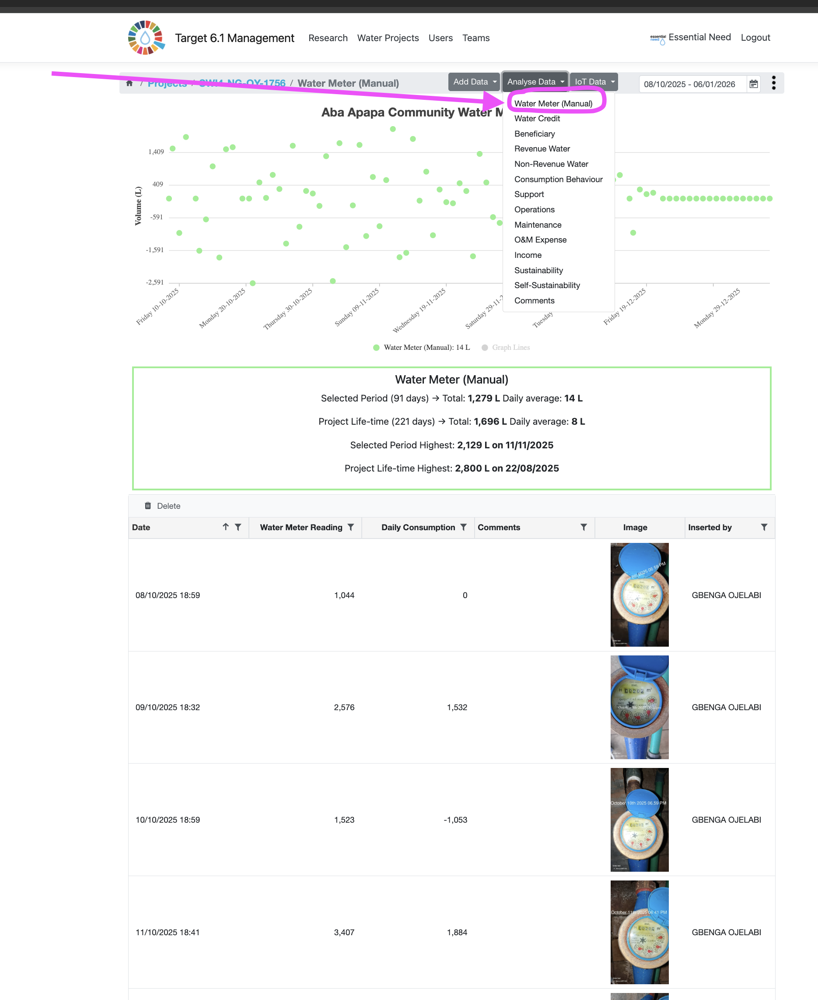 Target 6.1 Management Research Water Projects Users Teams essential need Essential Need Logout
/ Projects / SWI4-NG-OY-1756 / Water Meter (Manual) Add Data Analyse Data IoT Data 08/10/2025 - 06/01/2026
Water Meter (Manual)
Water Credit
Beneficiary
Revenue Water
Non-Revenue Water
Consumption Behaviour
Support
Operations
Maintenance
O&M Expense
Income
Sustainability
Self-Sustainability
Comments
Aba Apapa Community Water M
Volume (L)
1,409
409
-591
-1,591
-2,591
Friday 10-10-2025
Monday 20-10-2025
Thursday 30-10-2025
Sunday 09-11-2025
Wednesday 19-11-2025
Saturday 29-11-2
Tuesday
Friday 19-12-2025
Monday 29-12-2025
Water Meter (Manual): 14 L Graph Lines
Water Meter (Manual)
Selected Period (91 days) → Total: 1,279 L Daily average: 14 L
Project Life-time (221 days) → Total: 1,696 L Daily average: 8 L
Selected Period Highest: 2,129 L on 11/11/2025
Project Life-time Highest: 2,800 L on 22/08/2025
Delete
Date Water Meter Reading Daily Consumption Comments Image Inserted by
08/10/2025 18:59 1,044 0 GBENGA OJELABI
8th 2025 06 59 PM
09/10/2025 18:32 2,576 1,532 GBENGA OJELABI
10/10/2025 18:59 1,523 -1,053 GBENGA OJELABI
October 10th 2025 06.59 PM
11/10/2025 18:41 3,407 1,884 GBENGA OJELABI
October 11th 2025 06 41 PM